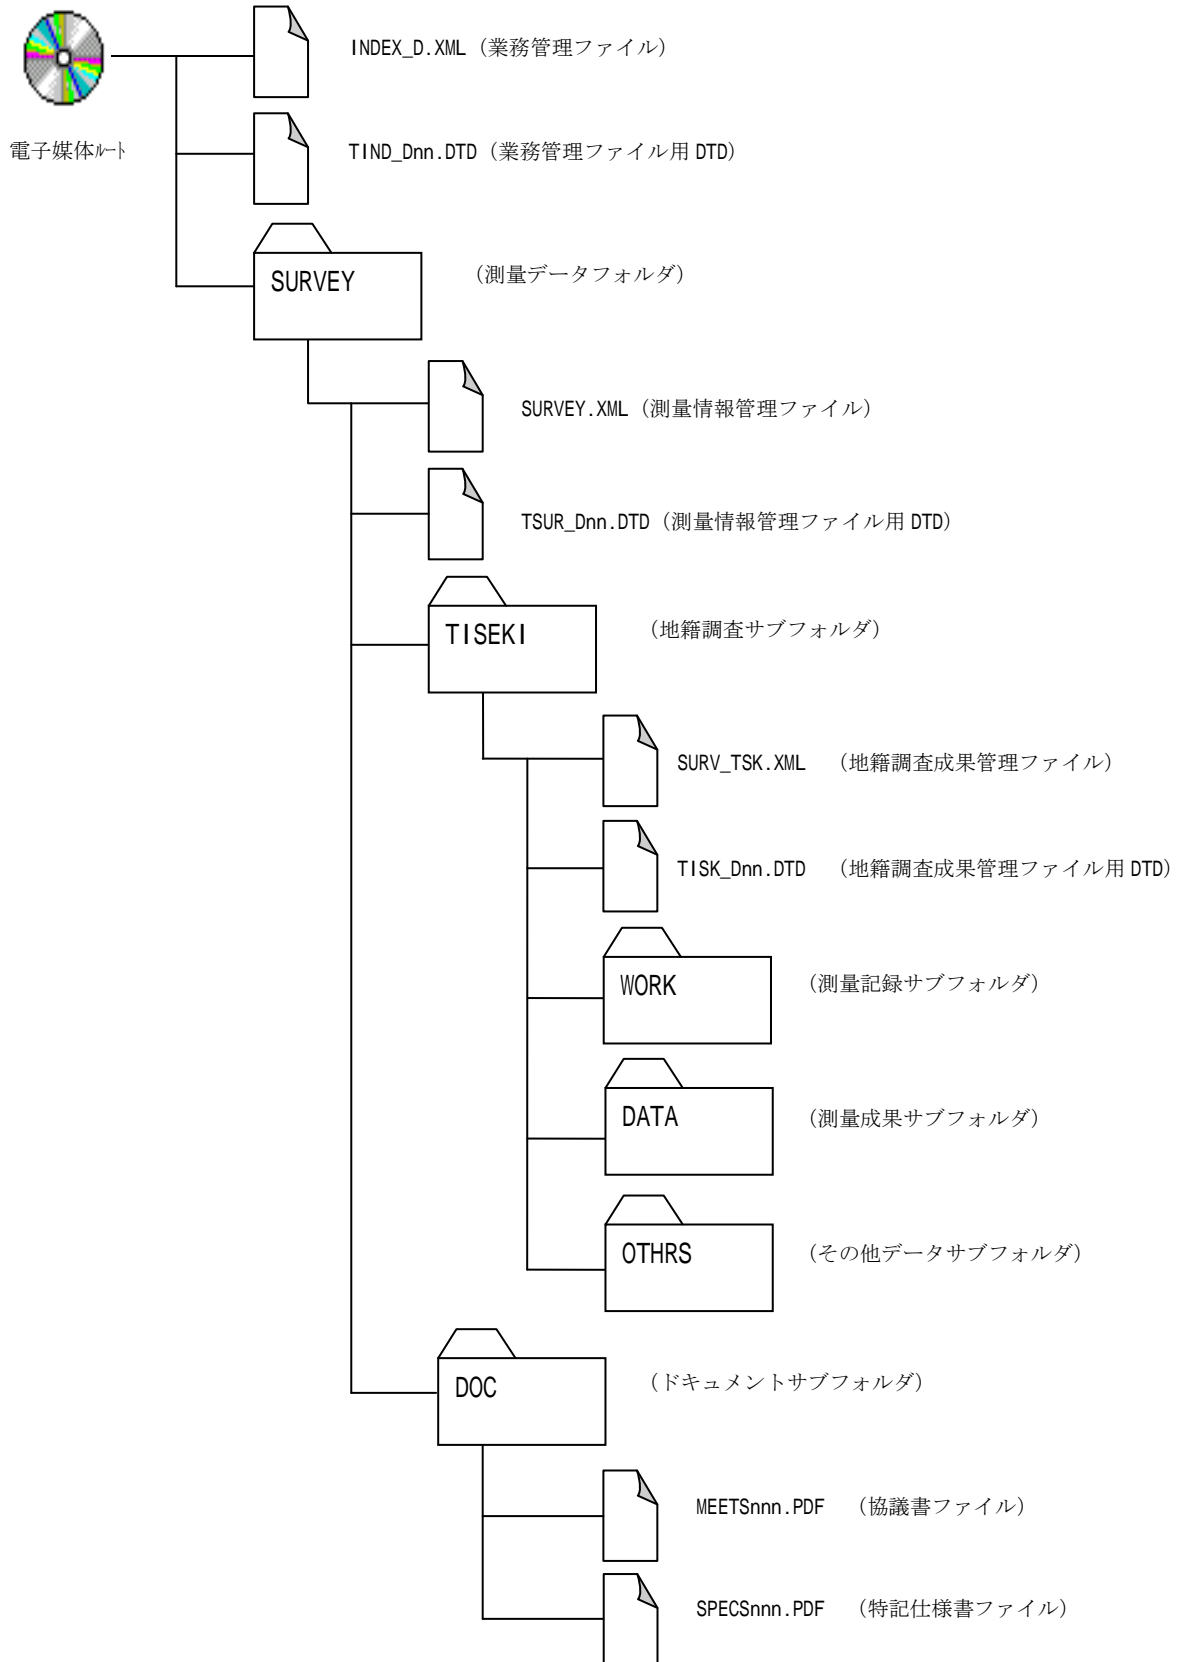 INDEX_D.XML（業務管理ファイル）
電子媒体ﾙｰﾄ
TIND_Dnn.DTD（業務管理ファイル用 DTD）
SURVEY
（測量データフォルダ）
SURVEY.XML（測量情報管理ファイル）
TSUR_Dnn.DTD（測量情報管理ファイル用 DTD）
TISEKI
（地籍調査サブフォルダ）
SURV_TSK.XML （地籍調査成果管理ファイル）
TISK_Dnn.DTD （地籍調査成果管理ファイル用 DTD）
WORK
（測量記録サブフォルダ）
DATA
（測量成果サブフォルダ）
OTHRS
（その他データサブフォルダ）
DOC
（ドキュメントサブフォルダ）
MEETSnnn.PDF （協議書ファイル）
SPECSnnn.PDF （特記仕様書ファイル）